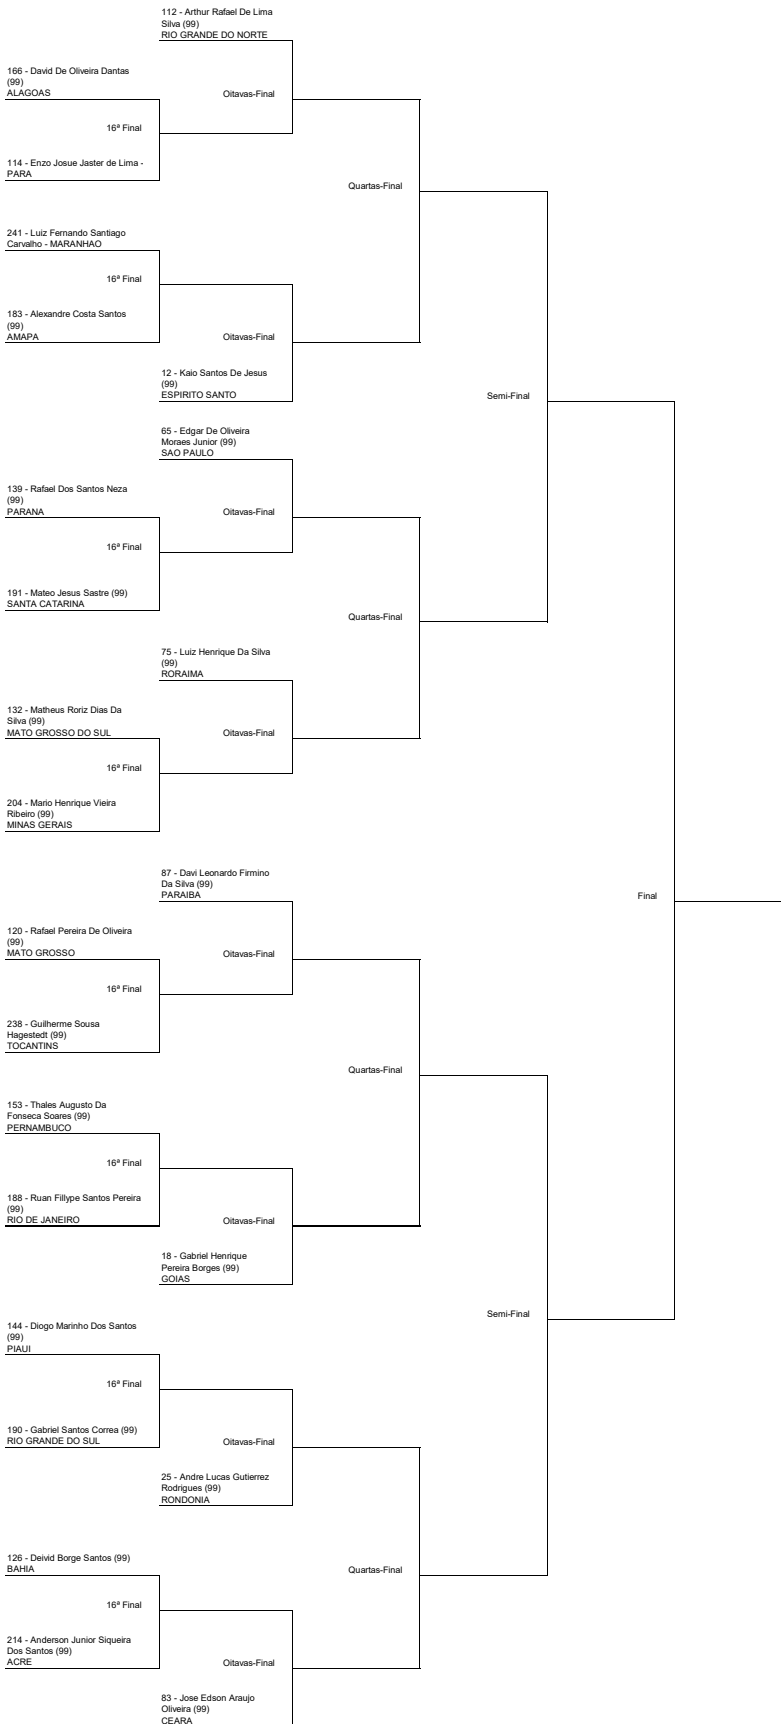 112 - Arthur Rafael De Lima
Silva (99)
RIO GRANDE DO NORTE
166 - David De Oliveira Dantas
(99)
ALAGOAS
Oitavas-Final
16ª Final
114 - Enzo Josue Jaster de Lima -
PARA
Quartas-Final
241 - Luiz Fernando Santiago
Carvalho - MARANHAO
16ª Final
183 - Alexandre Costa Santos
(99)
AMAPA
Oitavas-Final
12 - Kaio Santos De Jesus
(99)
ESPIRITO SANTO
Semi-Final
65 - Edgar De Oliveira
Moraes Junior (99)
SAO PAULO
139 - Rafael Dos Santos Neza
(99)
PARANA
Oitavas-Final
16ª Final
191 - Mateo Jesus Sastre (99)
SANTA CATARINA
Quartas-Final
75 - Luiz Henrique Da Silva
(99)
RORAIMA
132 - Matheus Roriz Dias Da
Silva (99)
MATO GROSSO DO SUL
Oitavas-Final
16ª Final
204 - Mario Henrique Vieira
Ribeiro (99)
MINAS GERAIS
87 - Davi Leonardo Firmino
Da Silva (99)
PARAIBA
Final
120 - Rafael Pereira De Oliveira
(99)
MATO GROSSO
Oitavas-Final
16ª Final
238 - Guilherme Sousa
Hagestedt (99)
TOCANTINS
Quartas-Final
153 - Thales Augusto Da
Fonseca Soares (99)
PERNAMBUCO
16ª Final
188 - Ruan Fillype Santos Pereira
(99)
RIO DE JANEIRO
Oitavas-Final
18 - Gabriel Henrique
Pereira Borges (99)
GOIAS
Semi-Final
144 - Diogo Marinho Dos Santos
(99)
PIAUI
16ª Final
190 - Gabriel Santos Correa (99)
RIO GRANDE DO SUL
Oitavas-Final
25 - Andre Lucas Gutierrez
Rodrigues (99)
RONDONIA
126 - Deivid Borge Santos (99)
BAHIA
Quartas-Final
16ª Final
214 - Anderson Junior Siqueira
Dos Santos (99)
ACRE
Oitavas-Final
83 - Jose Edson Araujo
Oliveira (99)
CEARA